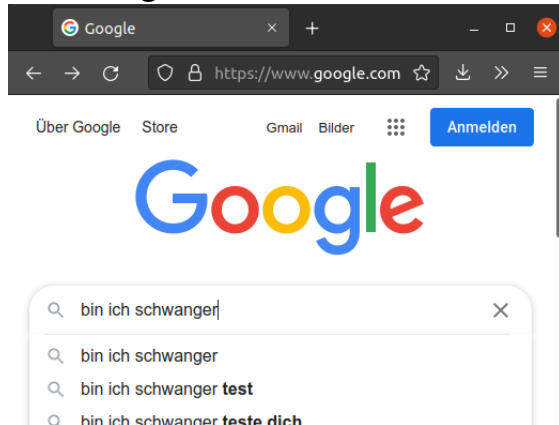 Google
https://www.google.com
Über Google Store Gmail Bilder Anmelden
Google
bin ich schwanger
bin ich schwanger
bin ich schwanger test
bin ich schwanger teste dich